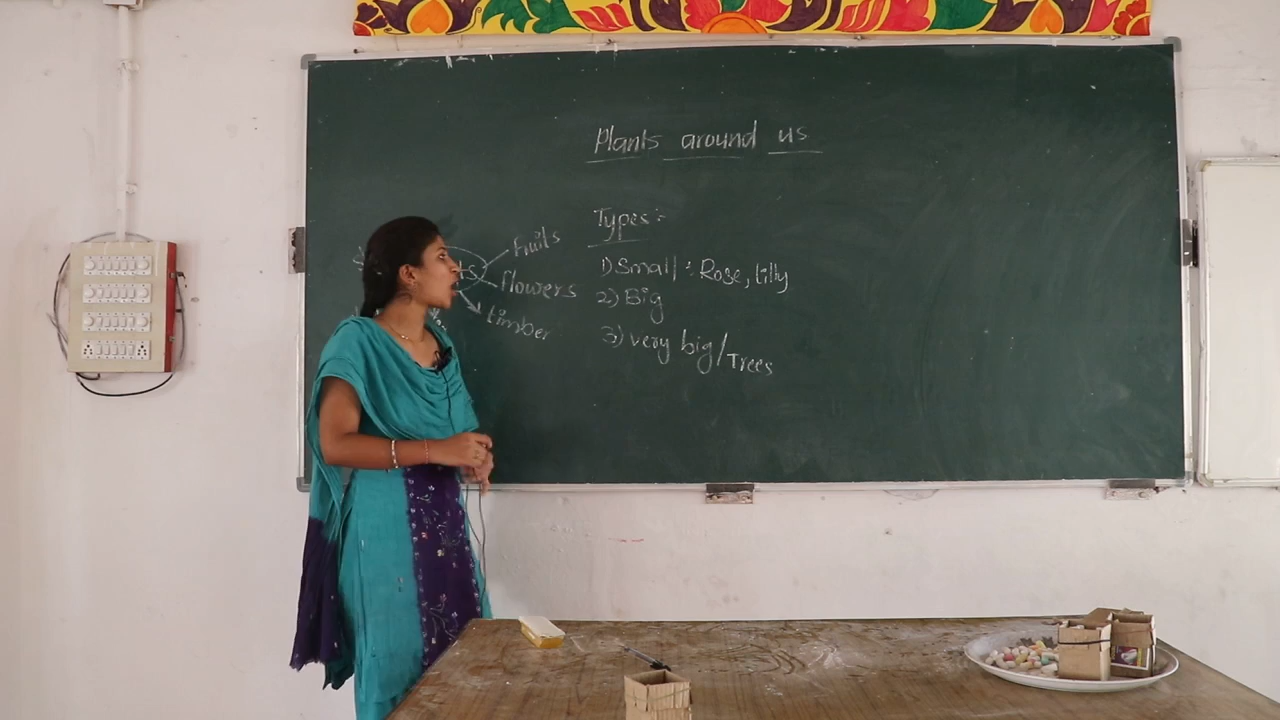 Plants around us
Types :-
1) Small : Rose, Lilly
2) Big
3) very big/Trees
fruits
flowers
timber